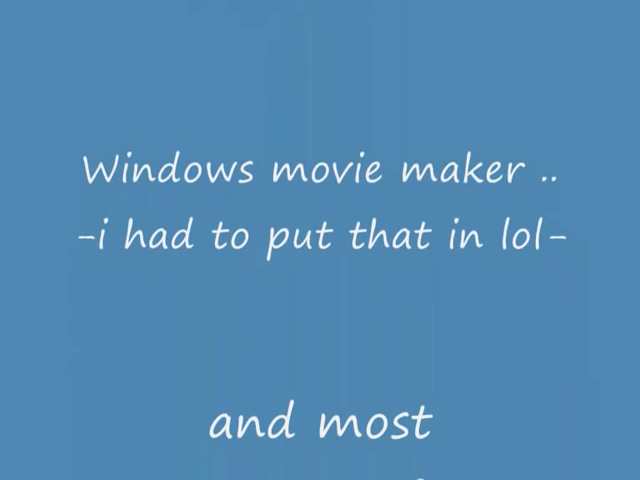 Windows movie maker ..
-i had to put that in lol-
and most